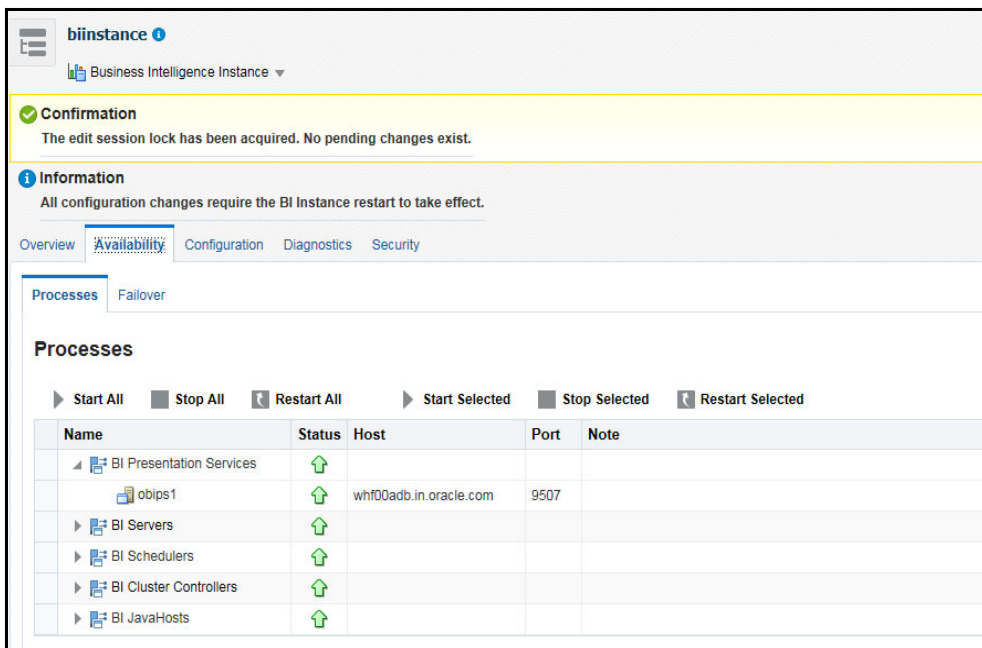 biinstance
Business Intelligence Instance
Confirmation
The edit session lock has been acquired. No pending changes exist.
Information
All configuration changes require the BI Instance restart to take effect.
Overview Availability Configuration Diagnostics Security
Processes Failover
Processes
Start All Stop All Restart All Start Selected Stop Selected Restart Selected
Name Status Host Port Note
BI Presentation Services
obips1 whf00adb.in.oracle.com 9507
BI Servers
BI Schedulers
BI Cluster Controllers
BI JavaHosts